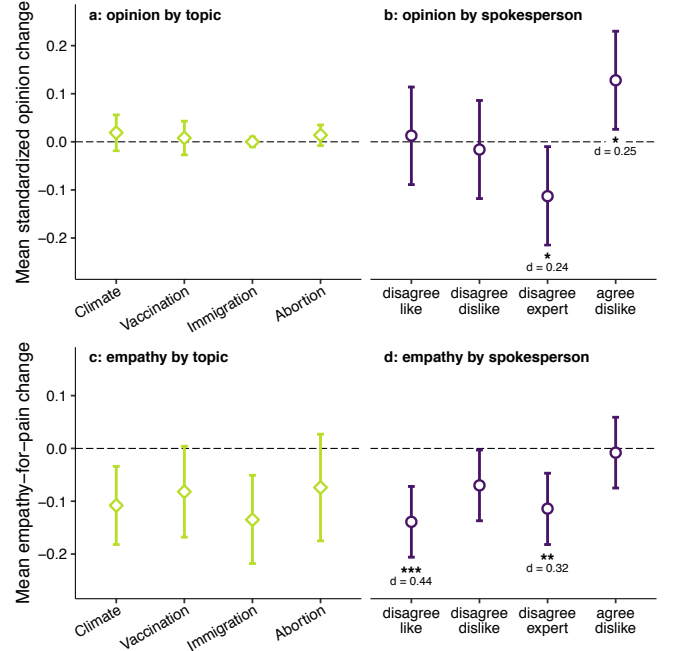 a: opinion by topic
b: opinion by spokesperson
Mean standardized opinion change
0.2
0.1
0.0
−0.1
−0.2
*
d = 0.25
*
d = 0.24
Climate
Vaccination
Immigration
Abortion
disagree
like
disagree
dislike
disagree
expert
agree
dislike
c: empathy by topic
d: empathy by spokesperson
Mean empathy−for−pain change
0.1
0.0
−0.1
−0.2
***
d = 0.44
**
d = 0.32
Climate
Vaccination
Immigration
Abortion
disagree
like
disagree
dislike
disagree
expert
agree
dislike